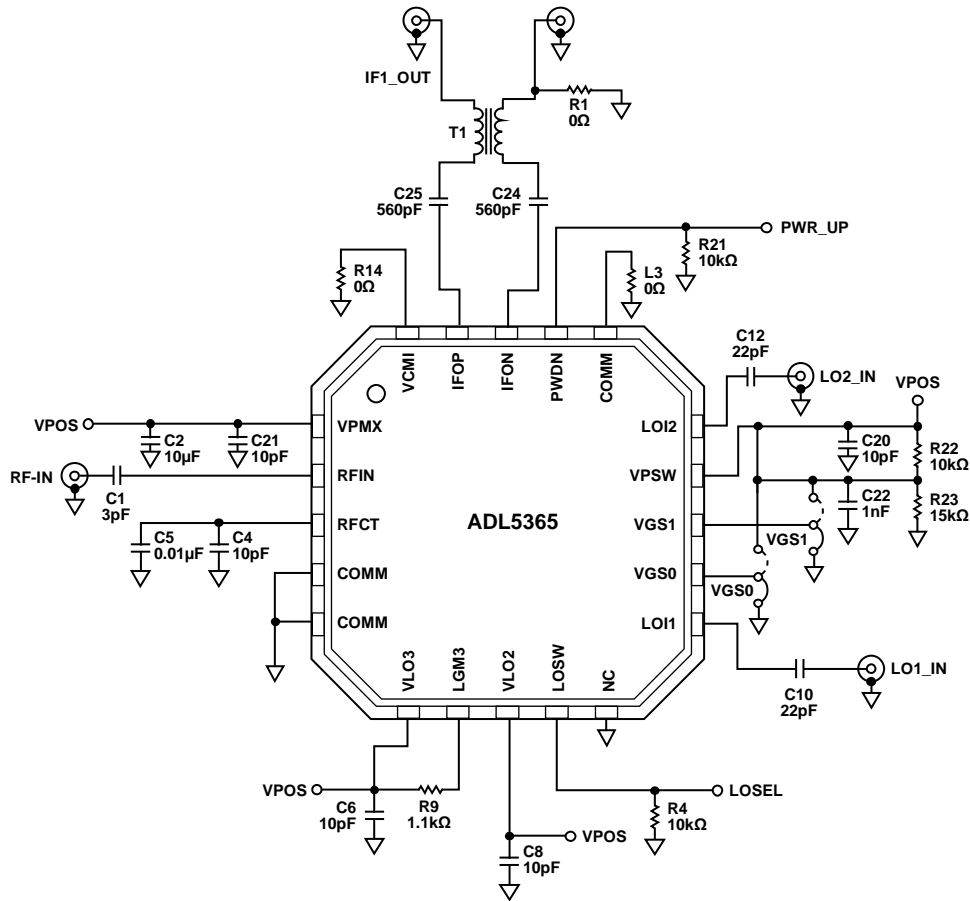 IF1_OUT
R1
0Ω
T1
C25
560pF
C24
560pF
PWR_UP
R21
10kΩ
R14
0Ω
L3
0Ω
C12
22pF
LO2_IN
VPOS
VCMI
IFOP
IFON
PWDN
COMM
VPOS
C2
10µF
C21
10pF
VPMX
LOI2
C20
10pF
R22
10kΩ
RF-IN
C1
3pF
RFIN
VPSW
C22
1nF
R23
15kΩ
C5
0.01µF
C4
10pF
RFCT
ADL5365
VGS1
VGS1
COMM
VGS0
VGS0
COMM
LOI1
VLO3
LGM3
VLO2
LOSW
NC
LO1_IN
C10
22pF
VPOS
C6
10pF
R9
1.1kΩ
LOSEL
R4
10kΩ
VPOS
C8
10pF